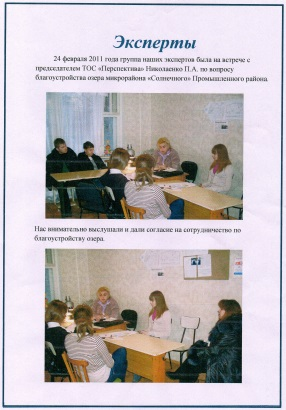 Эксперты
24 февраля 2011 года группа наших экспертов была на встрече с
председателем ТОС «Перспектива» Николаенко П.А. по вопросу
благоустройства озера микрорайона «Солнечного» Промышленного района.
Нас внимательно выслушали и дали согласие на сотрудничество по
благоустройству озера.